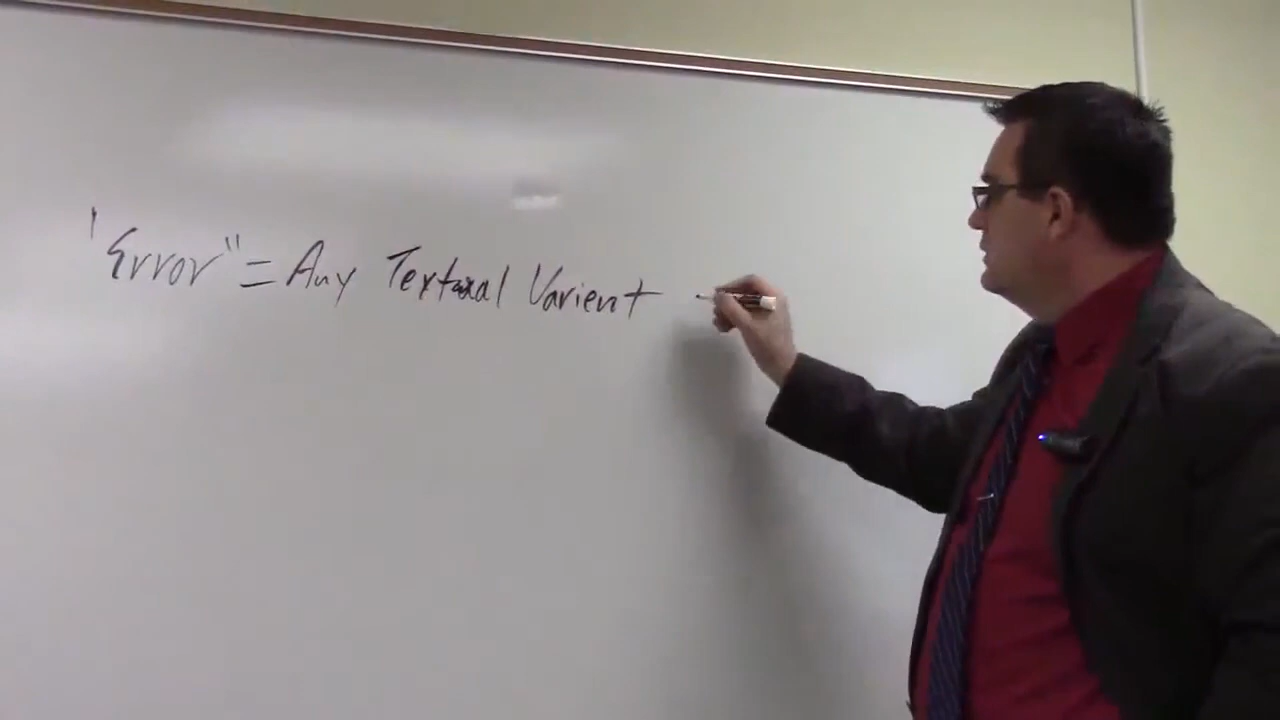 'Error" = Any Textual Varient